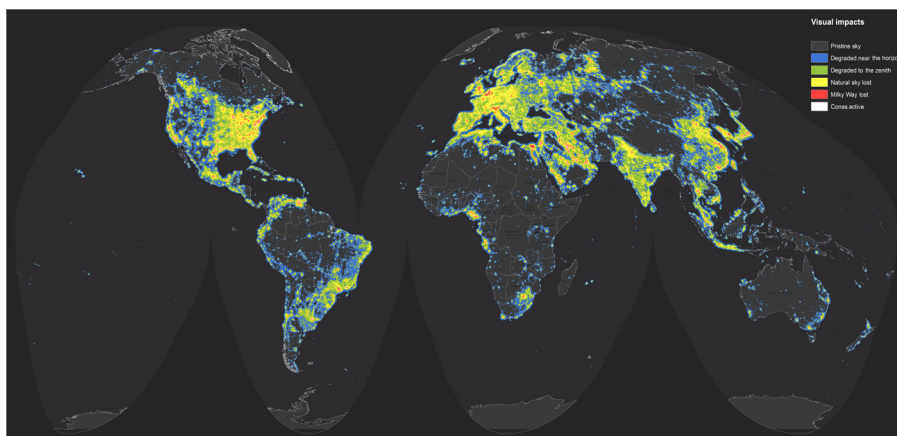 Visual impacts
Pristine sky
Degraded near the horizo
Degraded to the zenith
Natural sky lost
Milky Way lost
Cones active